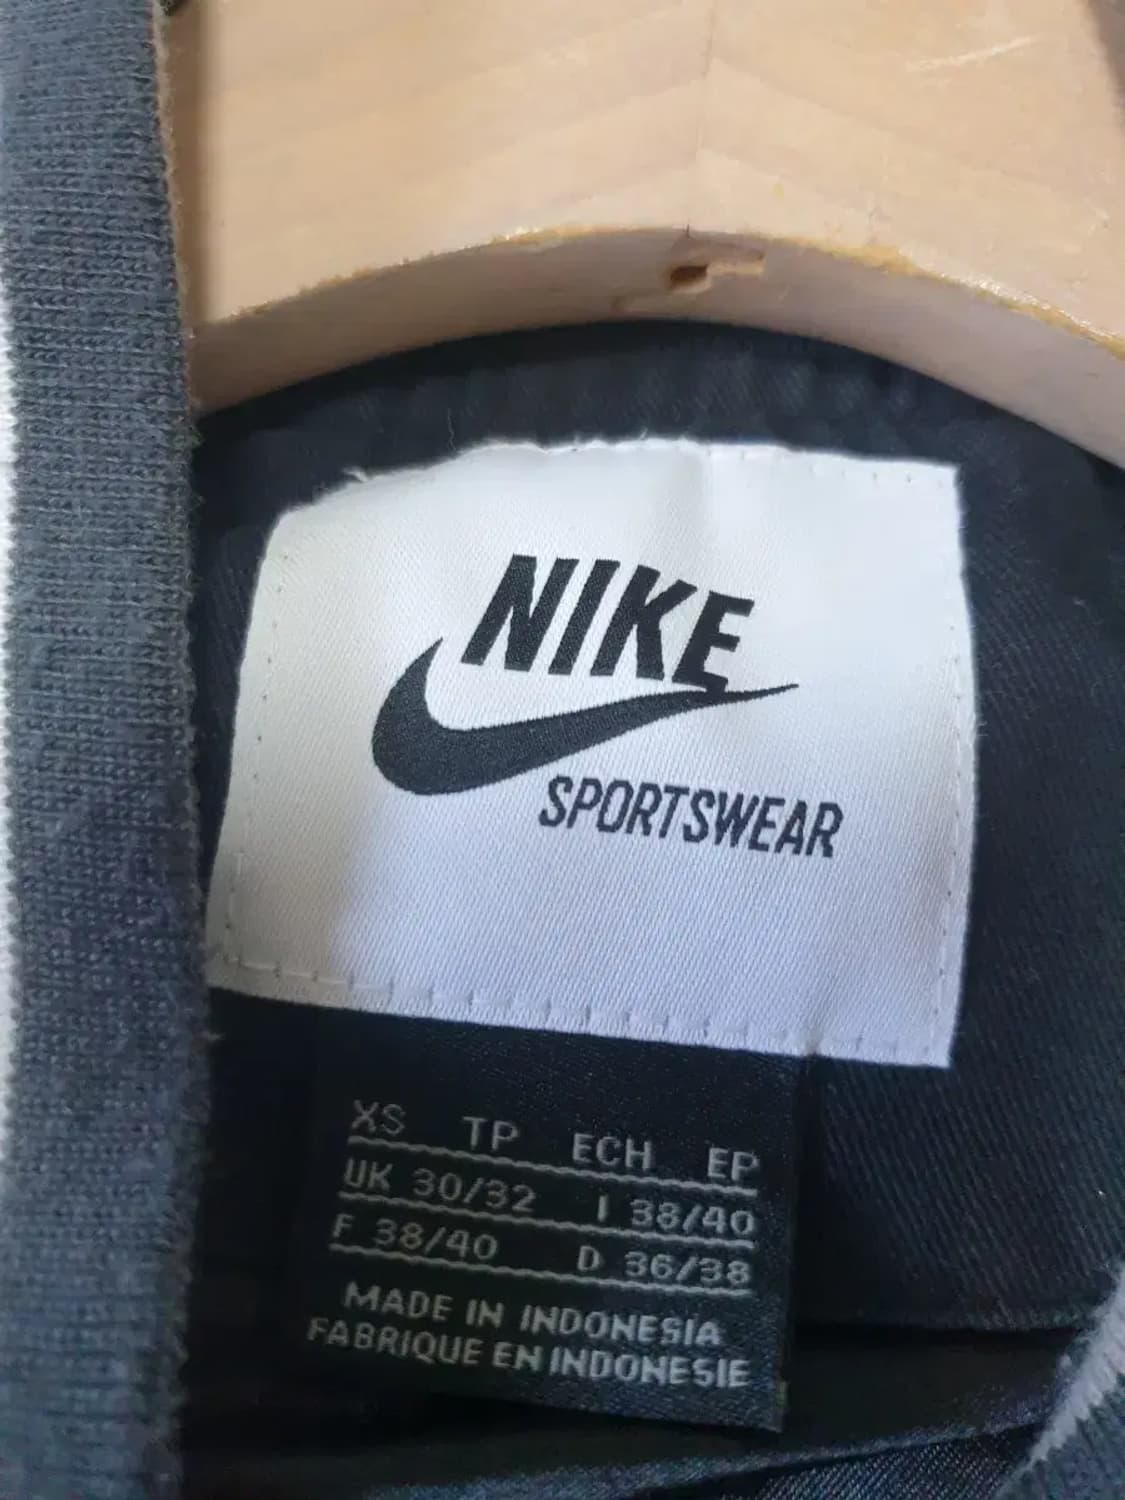 NIKE
SPORTSWEAR
XS TP ECH EP
UK 30/32 I 38/40
F 38/40 D 36/38
MADE IN INDONESIA
FABRIQUE EN INDONESIE